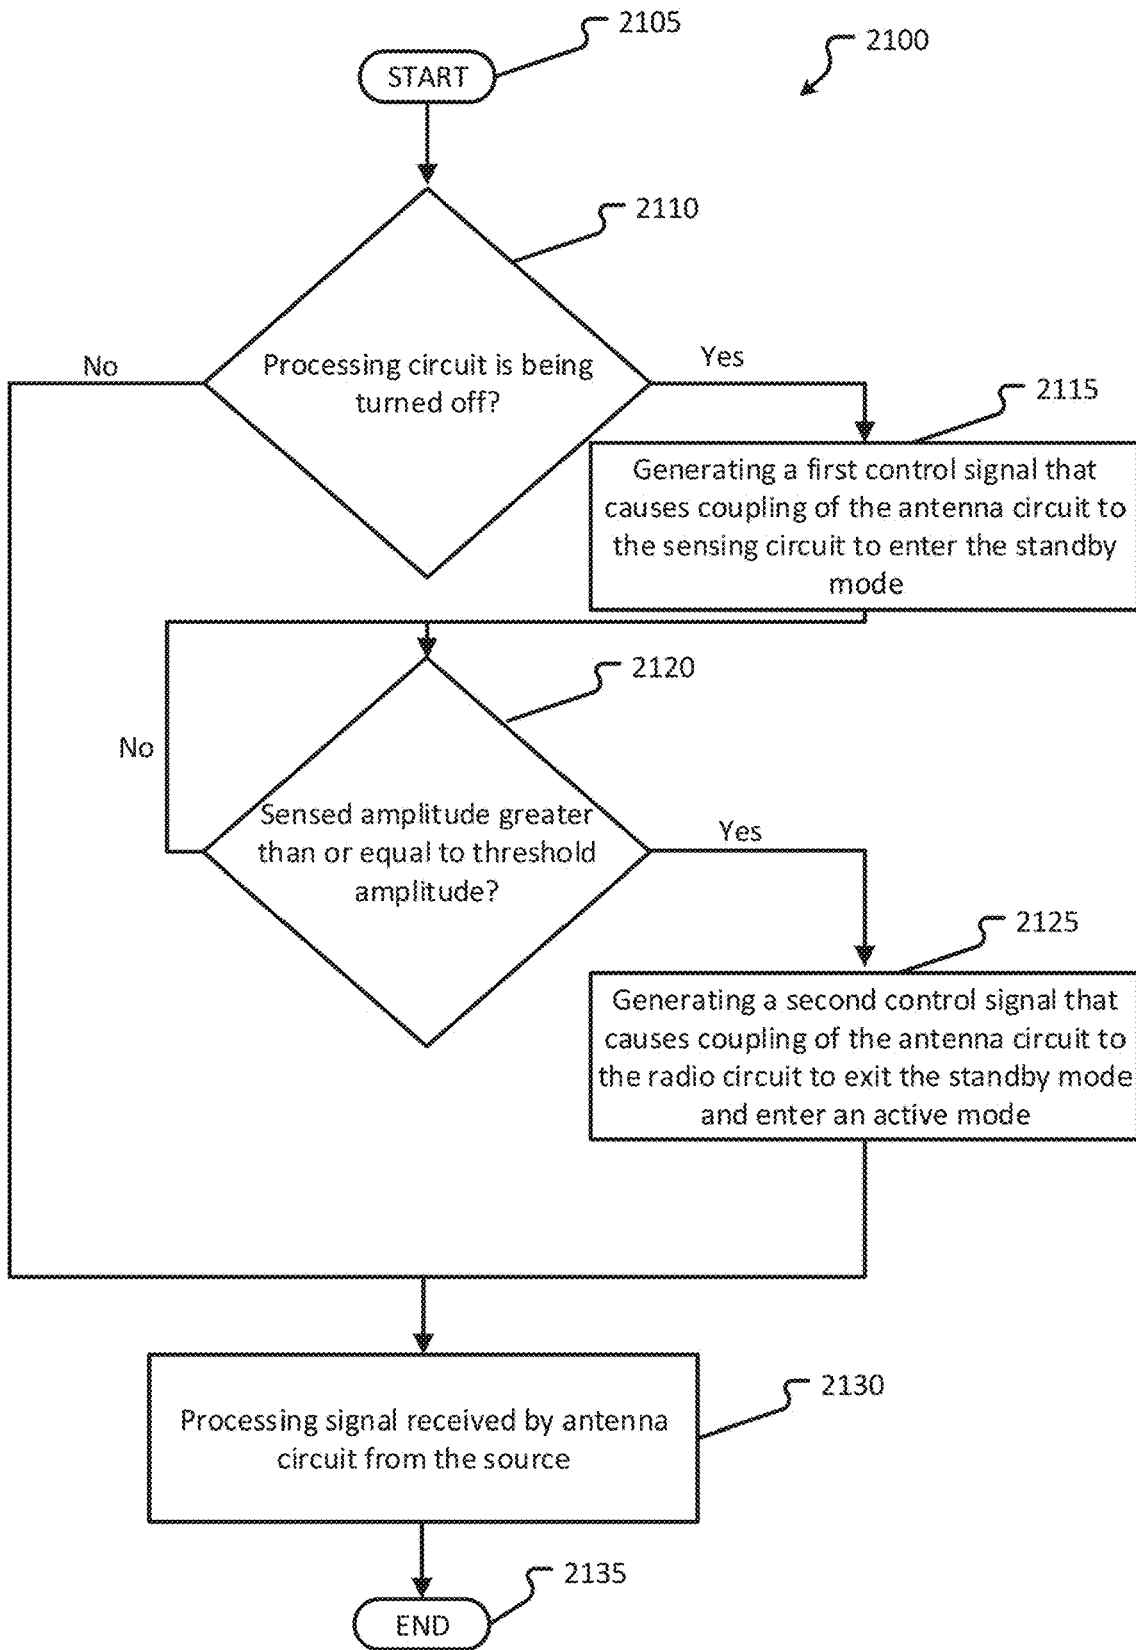 2105
START
2100
2110
No
Processing circuit is being
turned off?
Yes
2115
Generating a first control signal that
causes coupling of the antenna circuit to
the sensing circuit to enter the standby
mode
2120
No
Sensed amplitude greater
than or equal to threshold
amplitude?
Yes
2125
Generating a second control signal that
causes coupling of the antenna circuit to
the radio circuit to exit the standby mode
and enter an active mode
2130
Processing signal received by antenna
circuit from the source
2135
END